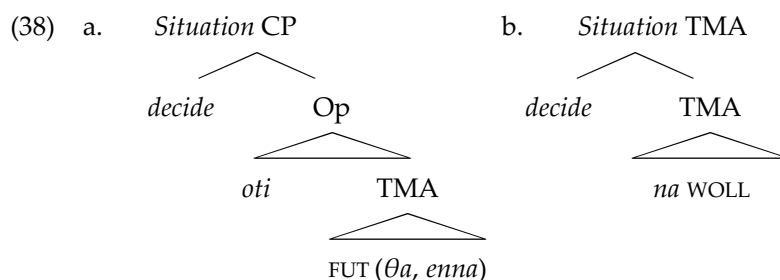 (38) a. Situation CP b. Situation TMA
decide Op decide TMA
oti TMA na WOLL
FUT (θa, enna)